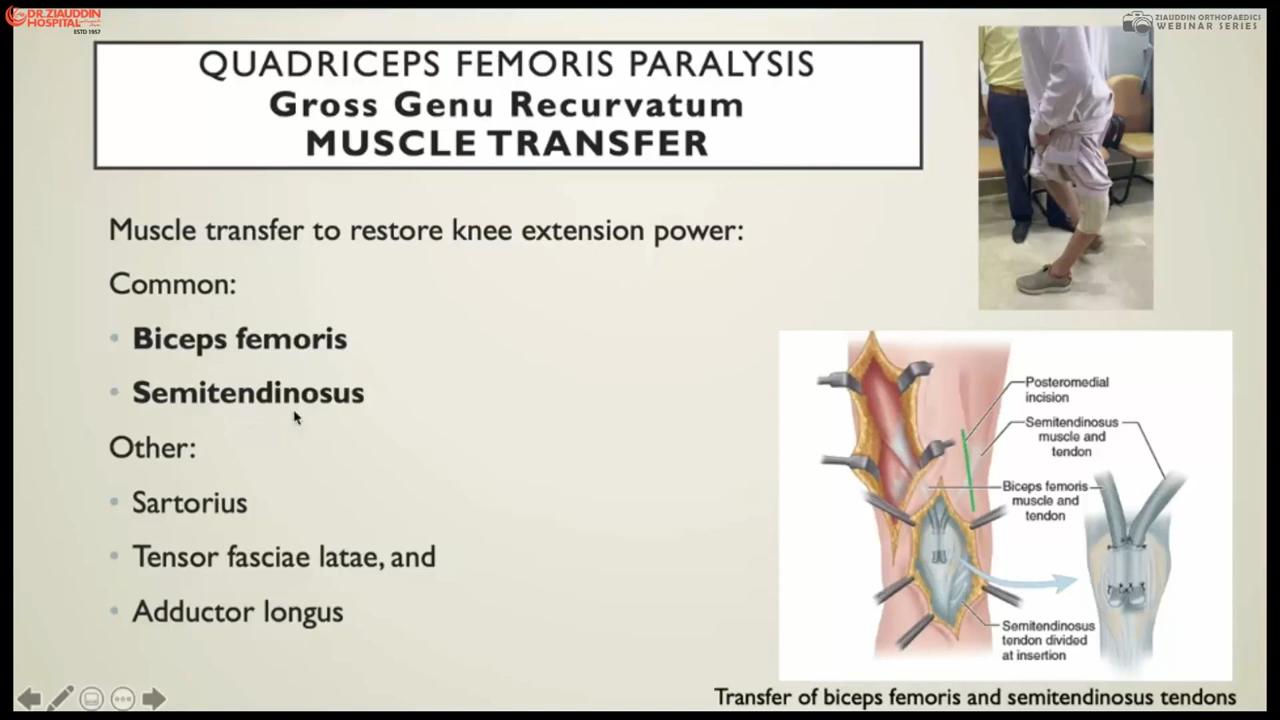 DR.ZIAUDDIN
HOSPITAL
ESTD 1957
ZIAUDDIN ORTHOPAEDICS
WEBINAR SERIES
QUADRICEPS FEMORIS PARALYSIS
Gross Genu Recurvatum
MUSCLE TRANSFER
Muscle transfer to restore knee extension power:
Common:
• Biceps femoris
• Semitendinosus
Other:
• Sartorius
• Tensor fasciae latae, and
• Adductor longus
Posteromedial
incision
Semitendinosus
muscle and
tendon
Biceps femoris
muscle and
tendon
Semitendinosus
tendon divided
at insertion
Transfer of biceps femoris and semitendinosus tendons